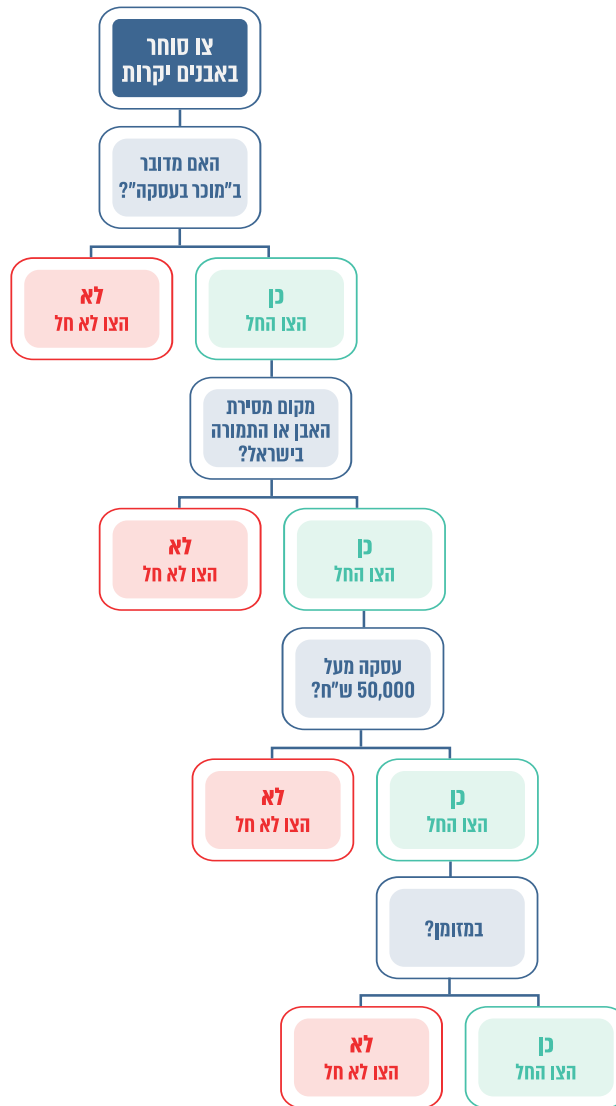 צו סוחר
באבנים יקרות
האם מדובר
ב"מוכר בעסקה"?
כן
הצו החל
לא
הצו לא חל
מקום מסירת
האבן או התמורה
בישראל?
כן
הצו החל
לא
הצו לא חל
עסקה מעל
50,000 ש"ח?
כן
הצו החל
לא
הצו לא חל
במזומן?
כן
הצו החל
לא
הצו לא חל